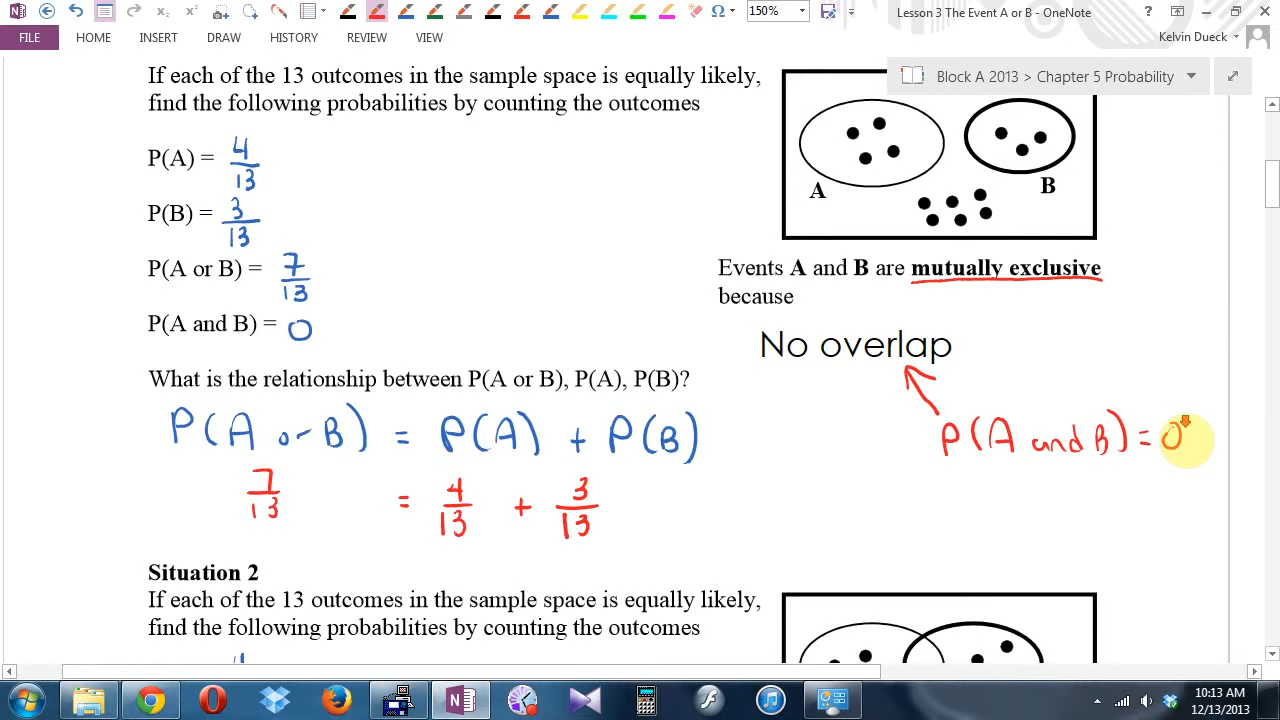 Lesson 3 The Event A or B - OneNote
150%
FILE HOME INSERT DRAW HISTORY REVIEW VIEW
Kelvin Dueck
Block A 2013 > Chapter 5 Probability
If each of the 13 outcomes in the sample space is equally likely,
find the following probabilities by counting the outcomes
P(A) = 4/13
P(B) = 3/13
P(A or B) = 7/13
P(A and B) = 0
A
B
Events A and B are mutually exclusive
because
No overlap
P(A and B) = 0
What is the relationship between P(A or B), P(A), P(B)?
P(A or B) = P(A) + P(B)
7/13 = 4/13 + 3/13
Situation 2
If each of the 13 outcomes in the sample space is equally likely,
find the following probabilities by counting the outcomes
10:13 AM
12/13/2013